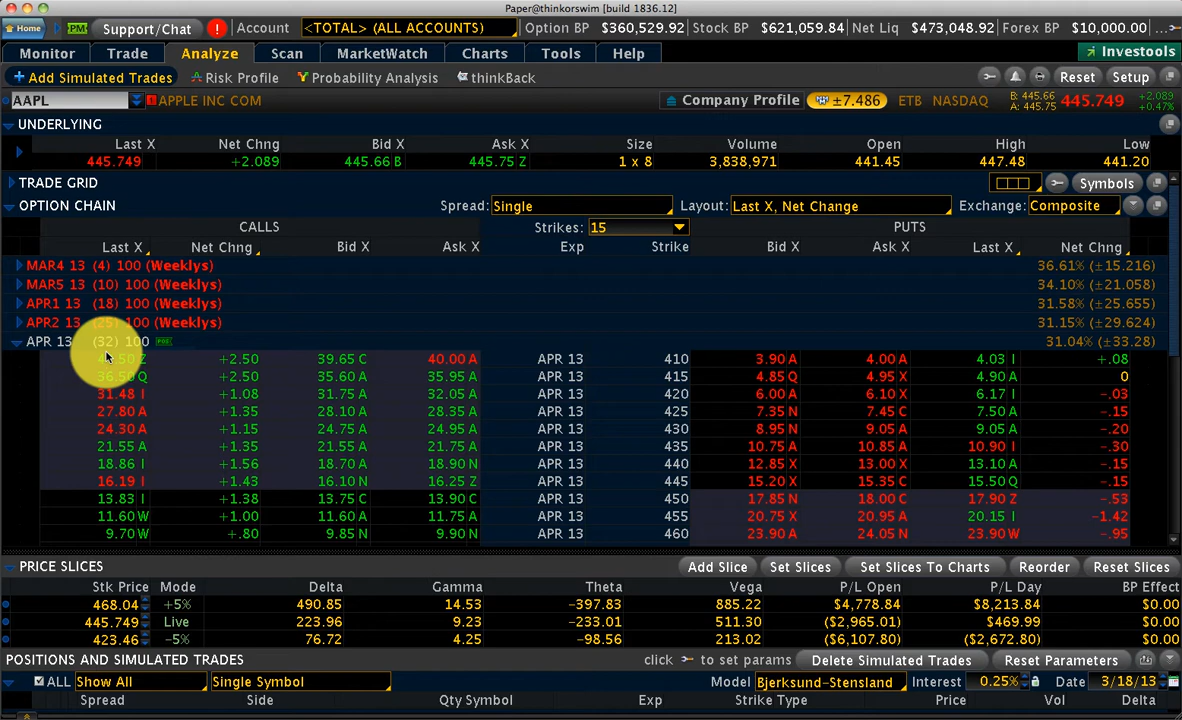 Paper@thinkorswim [build 1836.12]
Home PM Support/Chat ! Account <TOTAL> (ALL ACCOUNTS) Option BP $360,529.92 Stock BP $621,059.84 Net Liq $473,048.92 Forex BP $10,000.00 ...
Monitor Trade Analyze Scan MarketWatch Charts Tools Help Investools
+ Add Simulated Trades Risk Profile Probability Analysis thinkBack Reset Setup
AAPL APPLE INC COM Company Profile ±7.486 ETB NASDAQ B: 445.66 A: 445.75 445.749 +2.089 +0.47%
UNDERLYING
Last X Net Chng Bid X Ask X Size Volume Open High Low
445.749 +2.089 445.66 B 445.75 Z 1 x 8 3,838,971 441.45 447.48 441.20
TRADE GRID Symbols
OPTION CHAIN Spread: Single Layout: Last X, Net Change Exchange: Composite
CALLS Strikes: 15 PUTS
Last X Net Chng Bid X Ask X Exp Strike Bid X Ask X Last X Net Chng
MAR4 13 (4) 100 (Weeklys) 36.61% (±15.216)
MAR5 13 (10) 100 (Weeklys) 34.10% (±21.058)
APR1 13 (18) 100 (Weeklys) 31.58% (±25.655)
APR2 13 (25) 100 (Weeklys) 31.15% (±29.624)
APR 13 (32) 100 31.04% (±33.28)
Z +2.50 39.65 C 40.00 A APR 13 410 3.90 A 4.00 A 4.03 I +.08
36.50 Q +2.50 35.60 A 35.95 A APR 13 415 4.85 Q 4.95 X 4.90 A 0
31.48 I +1.08 31.75 A 32.05 A APR 13 420 6.00 A 6.10 X 6.17 I -.03
27.80 A +1.35 28.10 A 28.35 A APR 13 425 7.35 N 7.45 C 7.50 A -.15
24.30 A +1.15 24.75 A 24.95 A APR 13 430 8.95 N 9.05 A 9.05 A -.20
21.55 A +1.35 21.55 A 21.75 A APR 13 435 10.75 A 10.85 A 10.90 I -.30
18.86 I +1.56 18.70 A 18.90 N APR 13 440 12.85 X 13.00 X 13.10 A -.15
16.19 I +1.43 16.10 N 16.25 Z APR 13 445 15.20 X 15.35 C 15.50 Q -.15
13.83 I +1.38 13.75 C 13.90 C APR 13 450 17.85 N 18.00 C 17.90 Z -.53
11.60 W +1.00 11.60 A 11.75 A APR 13 455 20.75 X 20.95 A 20.15 I -1.42
9.70 W +.80 9.85 N 9.90 N APR 13 460 23.90 A 24.05 N 23.90 W -.95
PRICE SLICES Add Slice Set Slices Set Slices To Charts Reorder Reset Slices
Stk Price Mode Delta Gamma Theta Vega P/L Open P/L Day BP Effect
468.04 +5% 490.85 14.53 -397.83 885.22 $4,778.84 $8,213.84 $0.00
445.749 Live 223.96 9.23 -233.01 511.30 ($2,965.01) $469.99 $0.00
423.46 -5% 76.72 4.25 -98.56 213.02 ($6,107.80) ($2,672.80) $0.00
POSITIONS AND SIMULATED TRADES click to set params Delete Simulated Trades Reset Parameters
ALL Show All Single Symbol Model Bjerksund-Stensland Interest 0.25% Date 3/18/13
Spread Side Qty Symbol Exp Strike Type Price Vol Delta